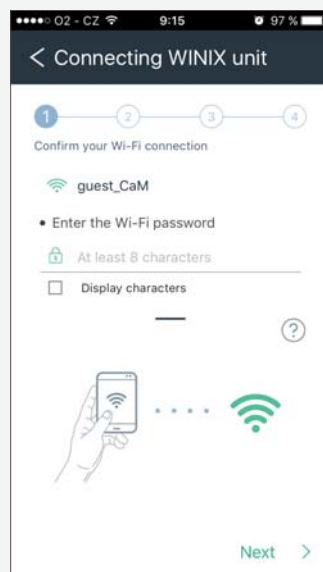 O2 - CZ 9:15 97 %
Connecting WINIX unit
1 2 3 4
Confirm your Wi-Fi connection
guest_CaM
• Enter the Wi-Fi password
At least 8 characters
Display characters
?
Next >